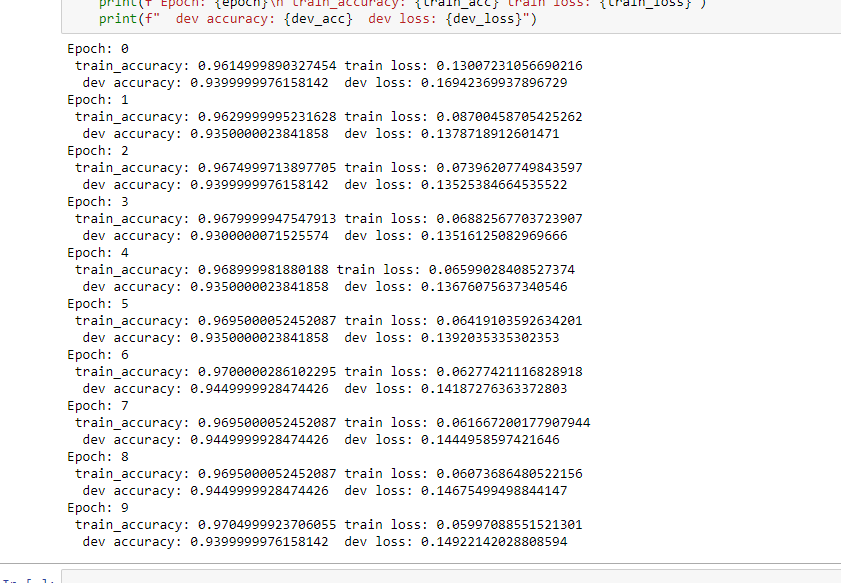 print(f"Epoch: {epoch}\n train_accuracy: {train_acc} train loss: {train_loss}")
print(f"  dev accuracy: {dev_acc}  dev loss: {dev_loss}")
Epoch: 0
 train_accuracy: 0.9614999890327454 train loss: 0.13007231056690216
  dev accuracy: 0.9399999976158142  dev loss: 0.16942369937896729
Epoch: 1
 train_accuracy: 0.9629999995231628 train loss: 0.08700458705425262
  dev accuracy: 0.9350000023841858  dev loss: 0.1378718912601471
Epoch: 2
 train_accuracy: 0.9674999713897705 train loss: 0.07396207749843597
  dev accuracy: 0.9399999976158142  dev loss: 0.13525384664535522
Epoch: 3
 train_accuracy: 0.9679999947547913 train loss: 0.06882567703723907
  dev accuracy: 0.9300000071525574  dev loss: 0.13516125082969666
Epoch: 4
 train_accuracy: 0.968999981880188 train loss: 0.06599028408527374
  dev accuracy: 0.9350000023841858  dev loss: 0.13676075637340546
Epoch: 5
 train_accuracy: 0.9695000052452087 train loss: 0.06419103592634201
  dev accuracy: 0.9350000023841858  dev loss: 0.1392035335302353
Epoch: 6
 train_accuracy: 0.9700000286102295 train loss: 0.06277421116828918
  dev accuracy: 0.9449999928474426  dev loss: 0.14187276363372803
Epoch: 7
 train_accuracy: 0.9695000052452087 train loss: 0.061667200177907944
  dev accuracy: 0.9449999928474426  dev loss: 0.1444958597421646
Epoch: 8
 train_accuracy: 0.9695000052452087 train loss: 0.06073686480522156
  dev accuracy: 0.9449999928474426  dev loss: 0.14675499498844147
Epoch: 9
 train_accuracy: 0.9704999923706055 train loss: 0.05997088551521301
  dev accuracy: 0.9399999976158142  dev loss: 0.14922142028808594
In [ ]: